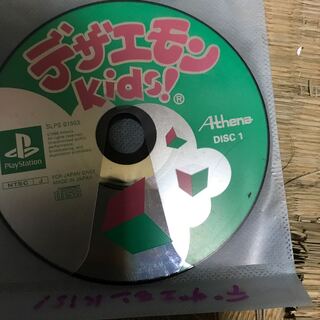 デザエモン
Kids!®
SLPS 01503
Athena
DISC 1
PlayStation
NTSC J
FOR JAPAN ONLY
MADE IN JAPAN
デザエモンKIDS!